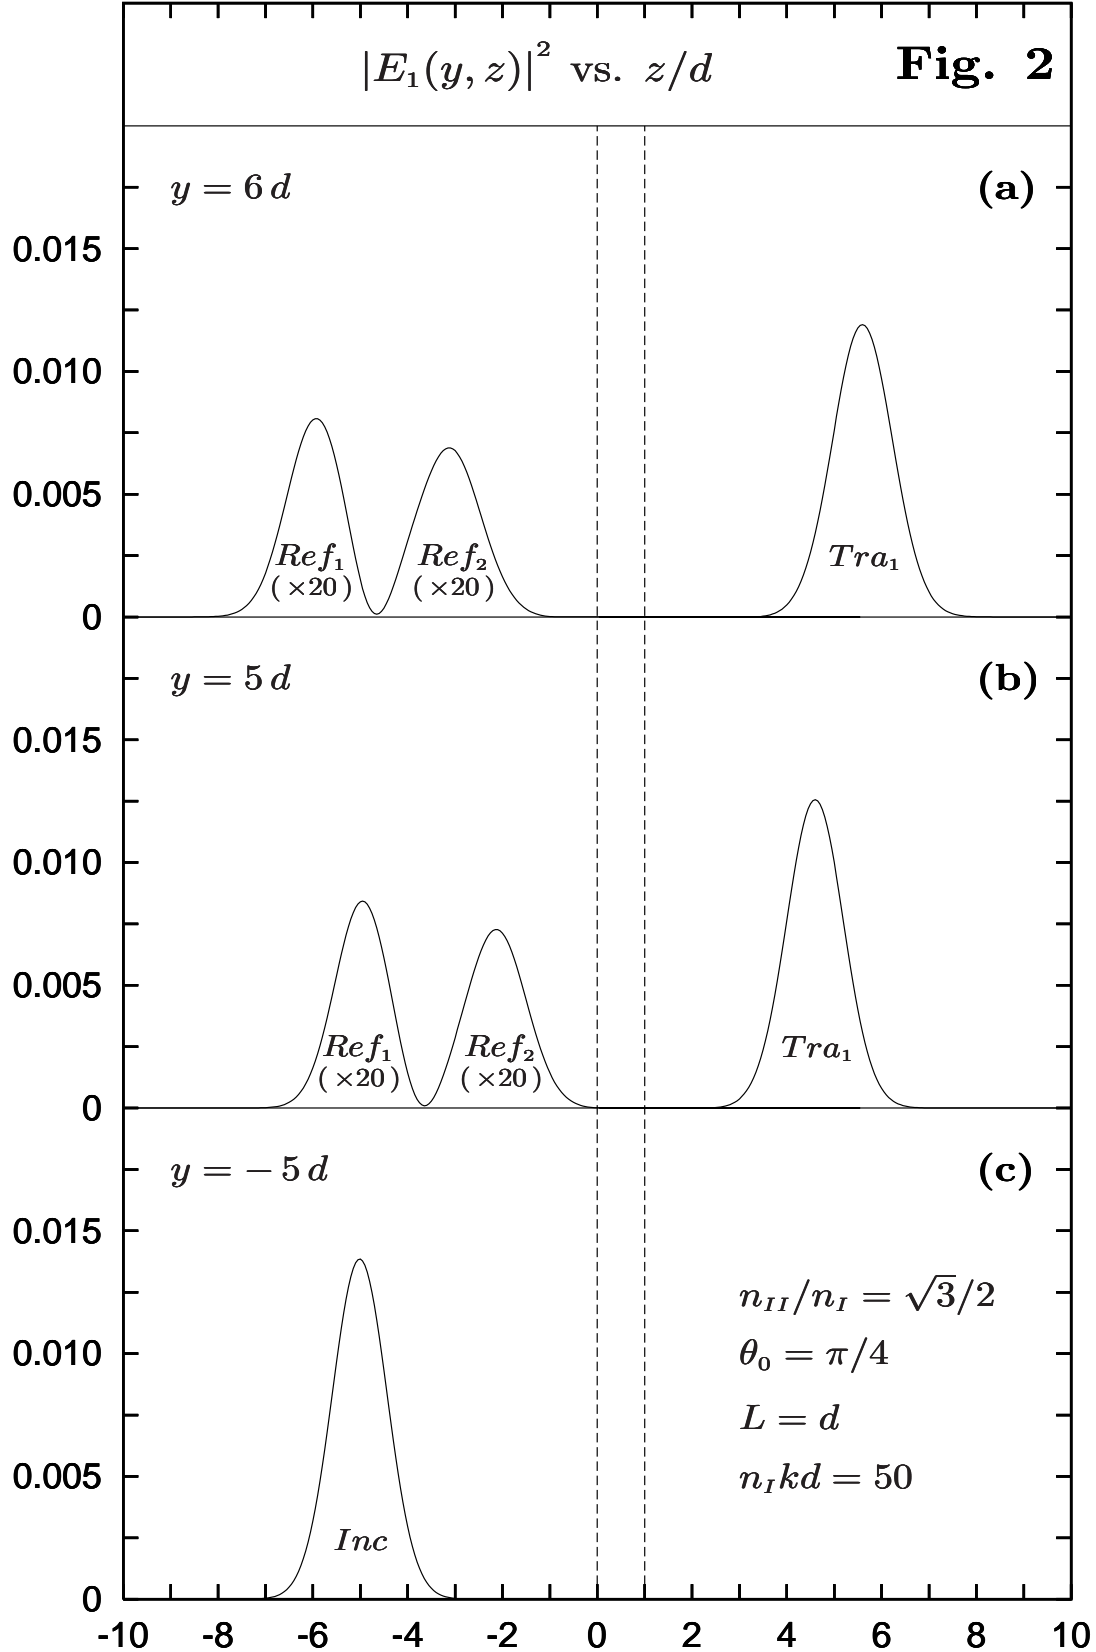 |E₁(y, z)|² vs. z/d Fig. 2
y = 6 d (a)
0.015
0.010
0.005
Ref₁ Ref₂ Tra₁
(×20) (×20)
0
y = 5 d (b)
0.015
0.010
0.005
Ref₁ Ref₂ Tra₁
(×20) (×20)
0
y = − 5 d (c)
0.015
n_II/n_I = √3/2
0.010
θ₀ = π/4
L = d
0.005
n_I kd = 50
Inc
0
-10 -8 -6 -4 -2 0 2 4 6 8 10